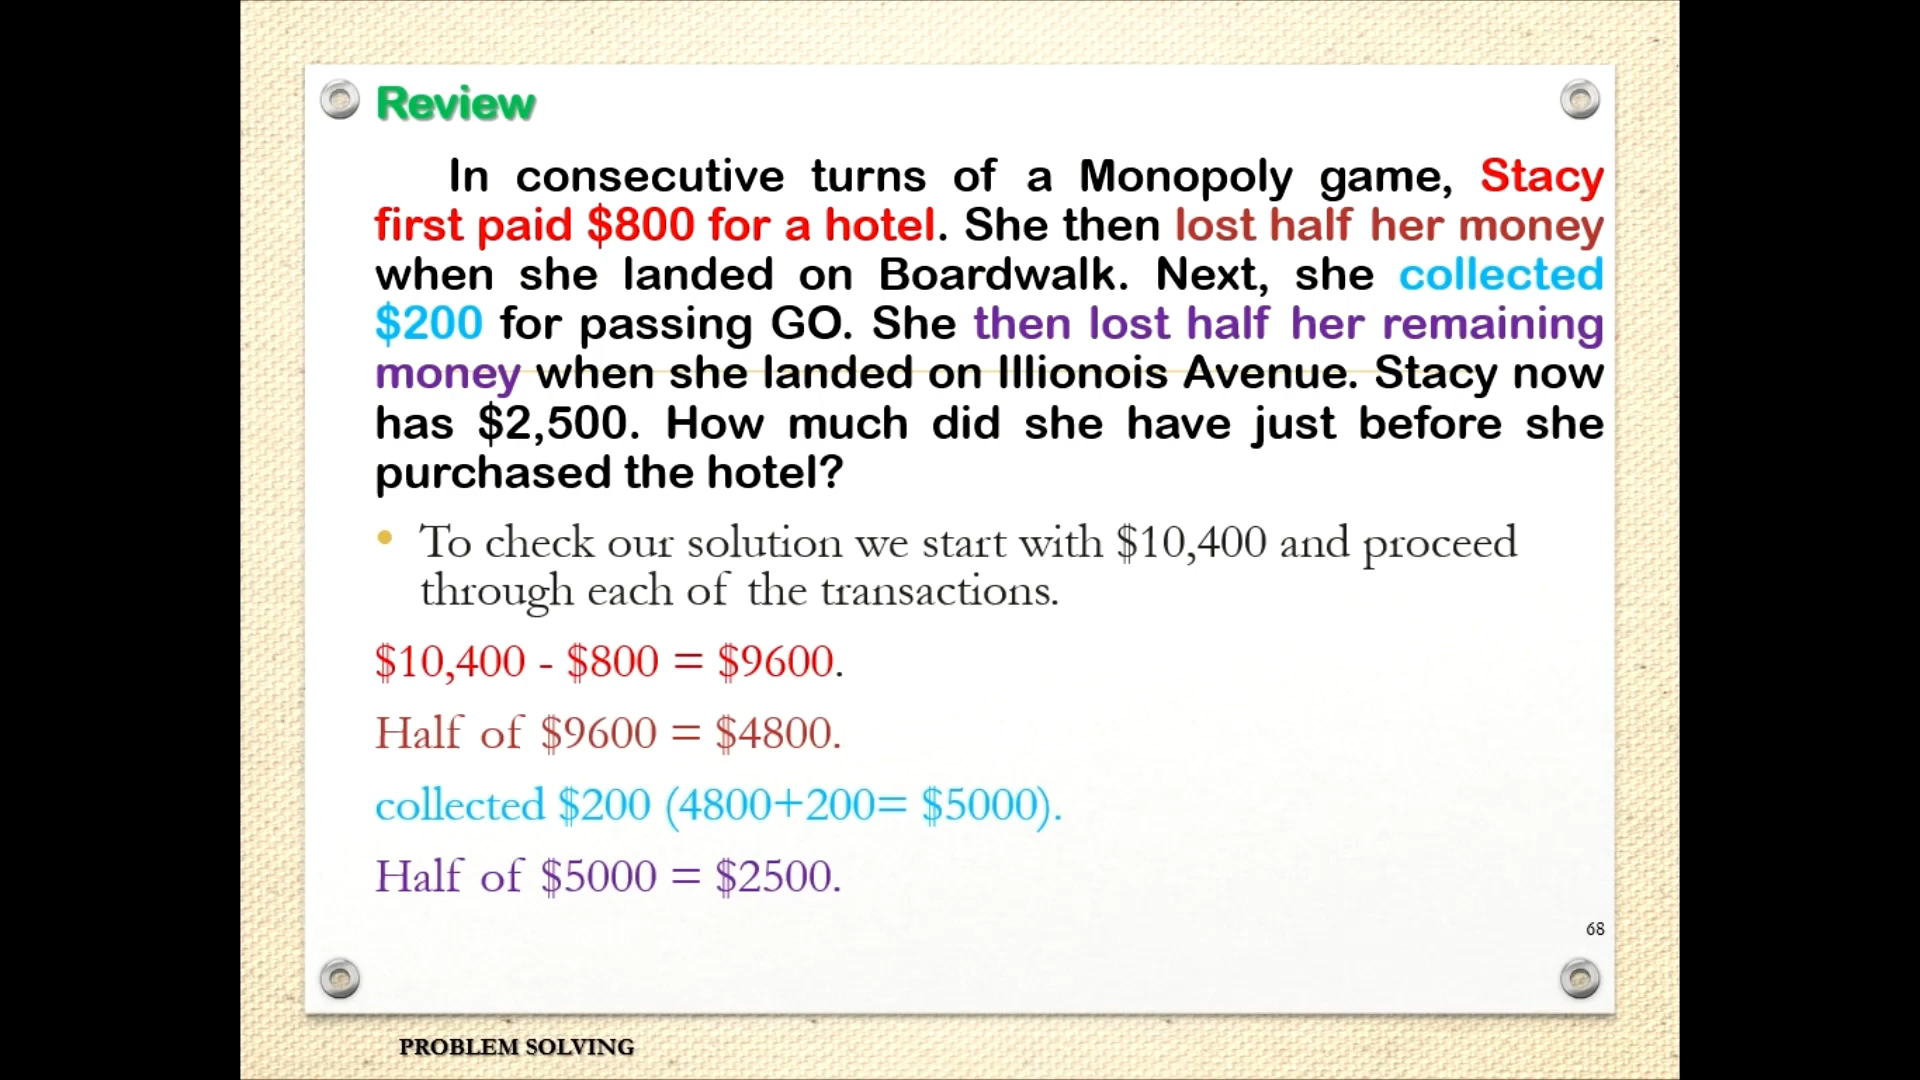 Review
In consecutive turns of a Monopoly game, Stacy
first paid $800 for a hotel. She then lost half her money
when she landed on Boardwalk. Next, she collected
$200 for passing GO. She then lost half her remaining
money when she landed on Illionois Avenue. Stacy now
has $2,500. How much did she have just before she
purchased the hotel?
• To check our solution we start with $10,400 and proceed
through each of the transactions.
$10,400 - $800 = $9600.
Half of $9600 = $4800.
collected $200 (4800+200= $5000).
Half of $5000 = $2500.
68
PROBLEM SOLVING